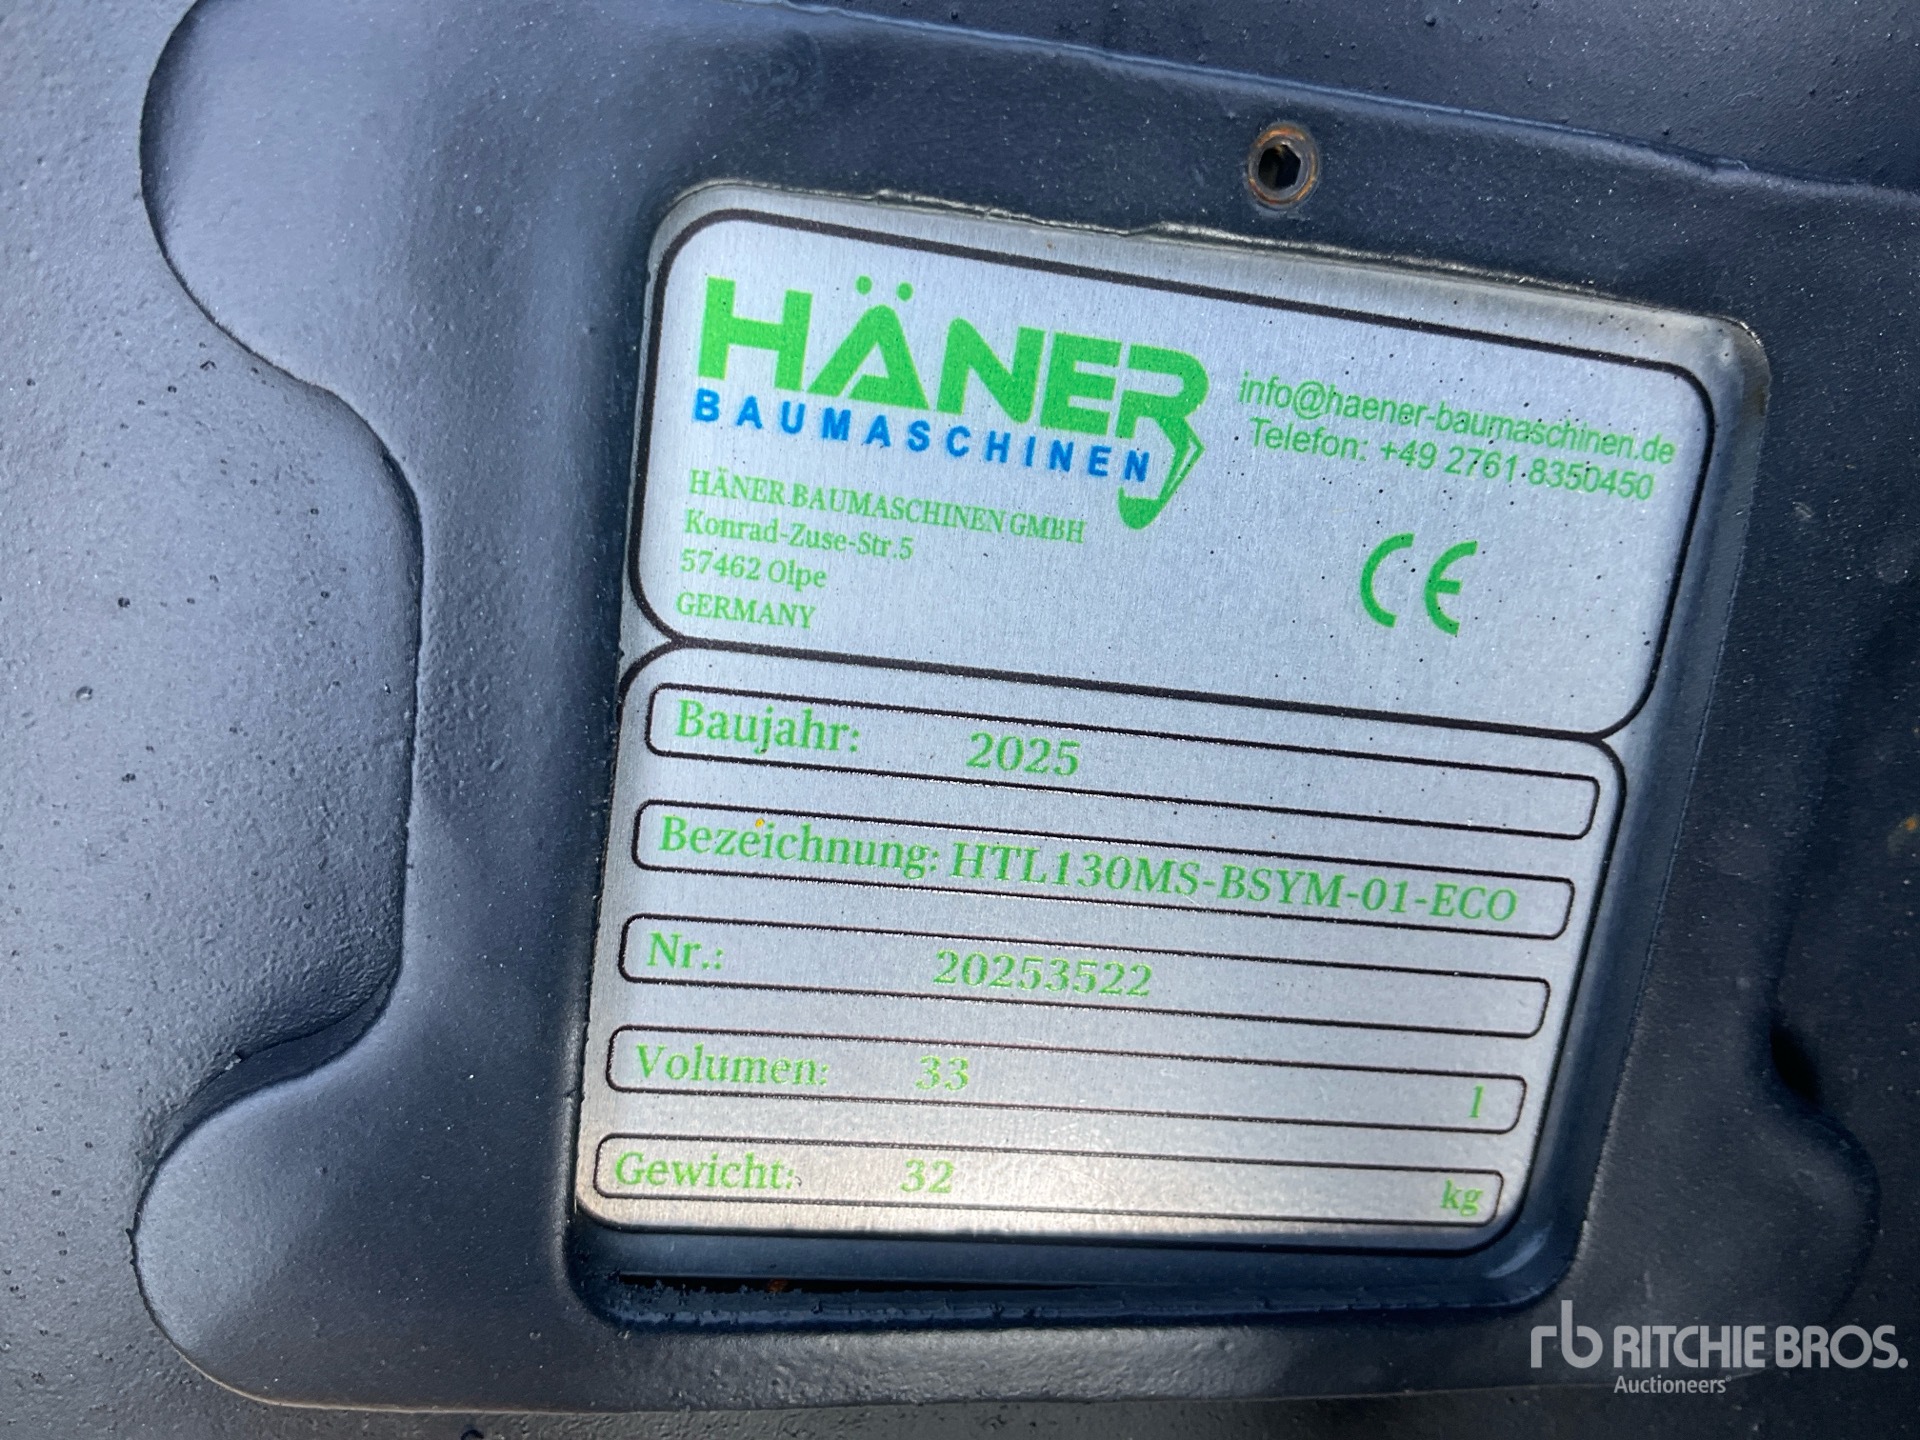 HÄNER
BAUMASCHINEN
info@haener-baumaschinen.de
Telefon: +49 2761 8350450
HÄNER BAUMASCHINEN GMBH
Konrad-Zuse-Str.5
57462 Olpe
GERMANY
CE
Baujahr: 2025
Bezeichnung: HTL130MS-BSYM-01-ECO
Nr.: 20253522
Volumen: 33 l
Gewicht: 32 kg
rb RITCHIE BROS.
Auctioneers